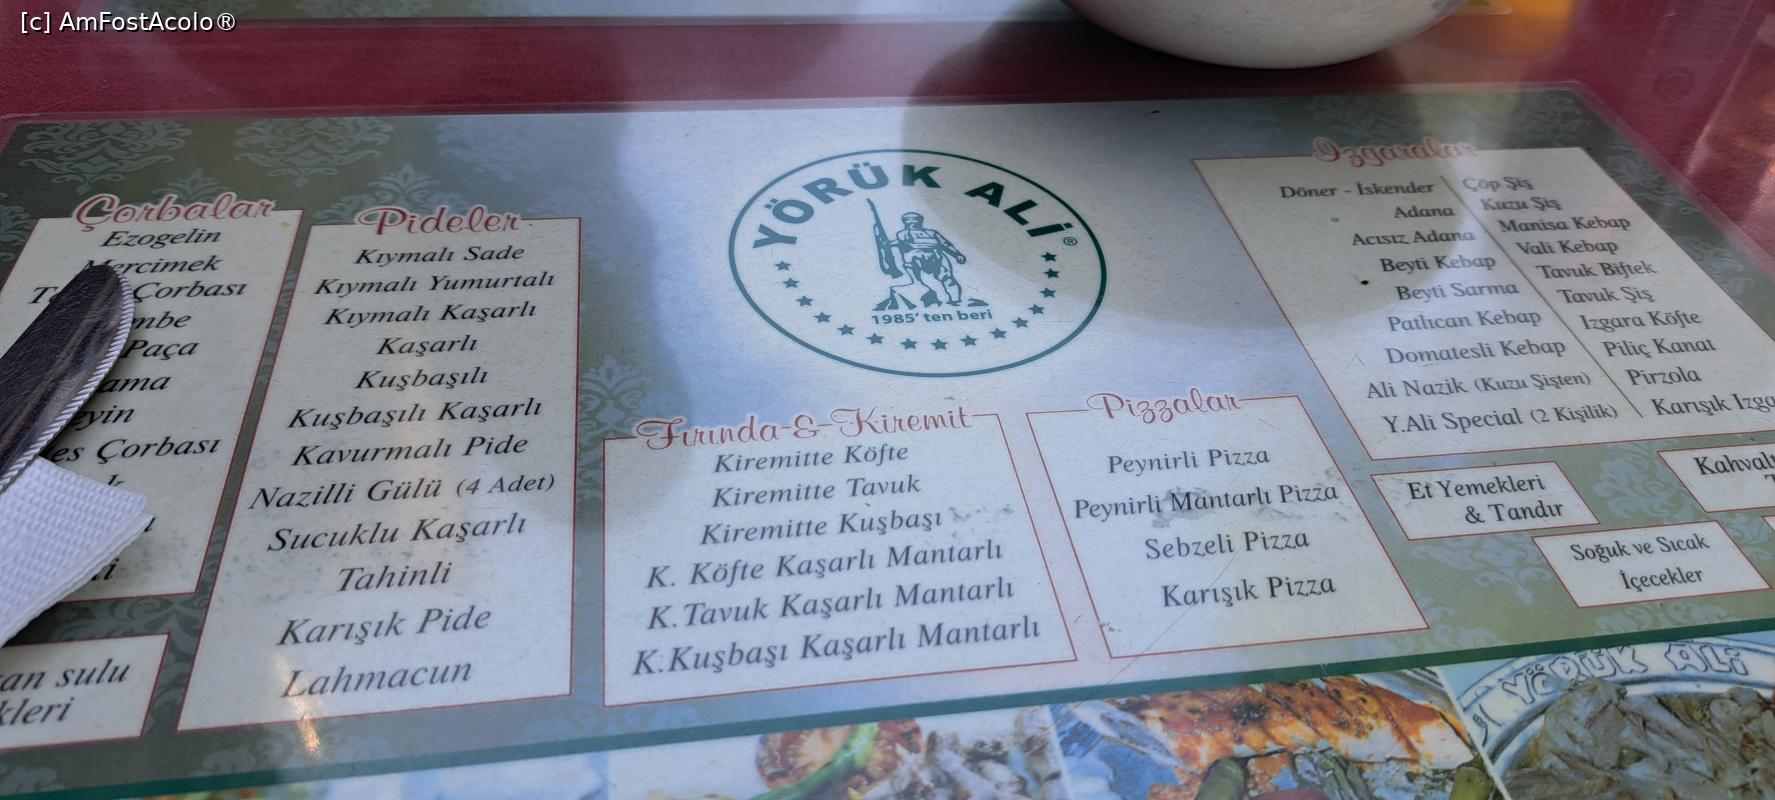 [c] AmFostAcolo®
YÖRÜK ALİ®
1985' ten beri
Çorbalar
Ezogelin
Mercimek
Çorbası
Paça
Çorbası
sulu
Pideler
Kıymalı Sade
Kıymalı Yumurtalı
Kıymalı Kaşarlı
Kaşarlı
Kuşbaşılı
Kuşbaşılı Kaşarlı
Kavurmalı Pide
Nazilli Gülü (4 Adet)
Sucuklu Kaşarlı
Tahinli
Karışık Pide
Lahmacun
Fırında & Kiremit
Kiremitte Köfte
Kiremitte Tavuk
Kiremitte Kuşbaşı
K. Köfte Kaşarlı Mantarlı
K. Tavuk Kaşarlı Mantarlı
K. Kuşbaşı Kaşarlı Mantarlı
Pizzalar
Peynirli Pizza
Peynirli Mantarlı Pizza
Sebzeli Pizza
Karışık Pizza
Izgaralar
Döner - İskender
Adana
Acısız Adana
Beyti Kebap
Beyti Sarma
Patlıcan Kebap
Domatesli Kebap
Ali Nazik (Kuzu Şişten)
Y.Ali Special (2 Kişilik)
Çöp Şiş
Kuzu Şiş
Manisa Kebap
Vali Kebap
Tavuk Biftek
Tavuk Şiş
Izgara Köfte
Piliç Kanat
Pirzola
Karışık
Et Yemekleri
& Tandır
Soğuk ve Sıcak
İçecekler
YÖRÜK ALİ